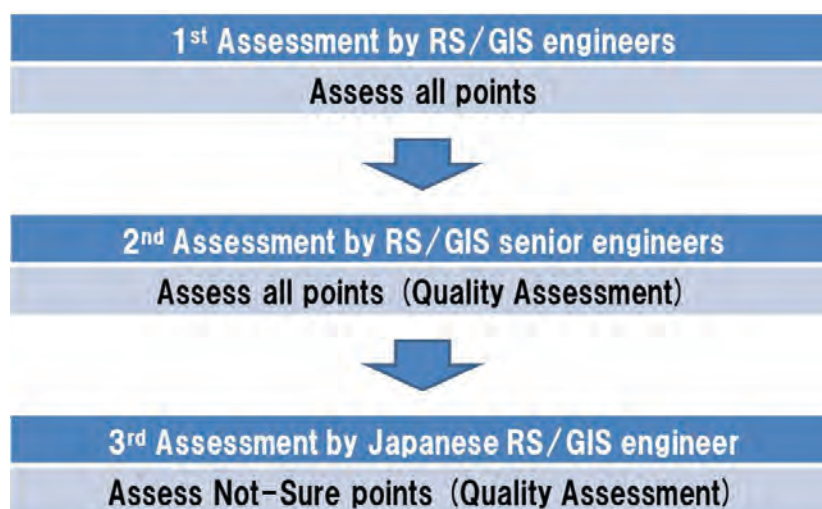 1st Assessment by RS/GIS engineers
Assess all points
2nd Assessment by RS/GIS senior engineers
Assess all points (Quality Assessment)
3rd Assessment by Japanese RS/GIS engineer
Assess Not-Sure points (Quality Assessment)